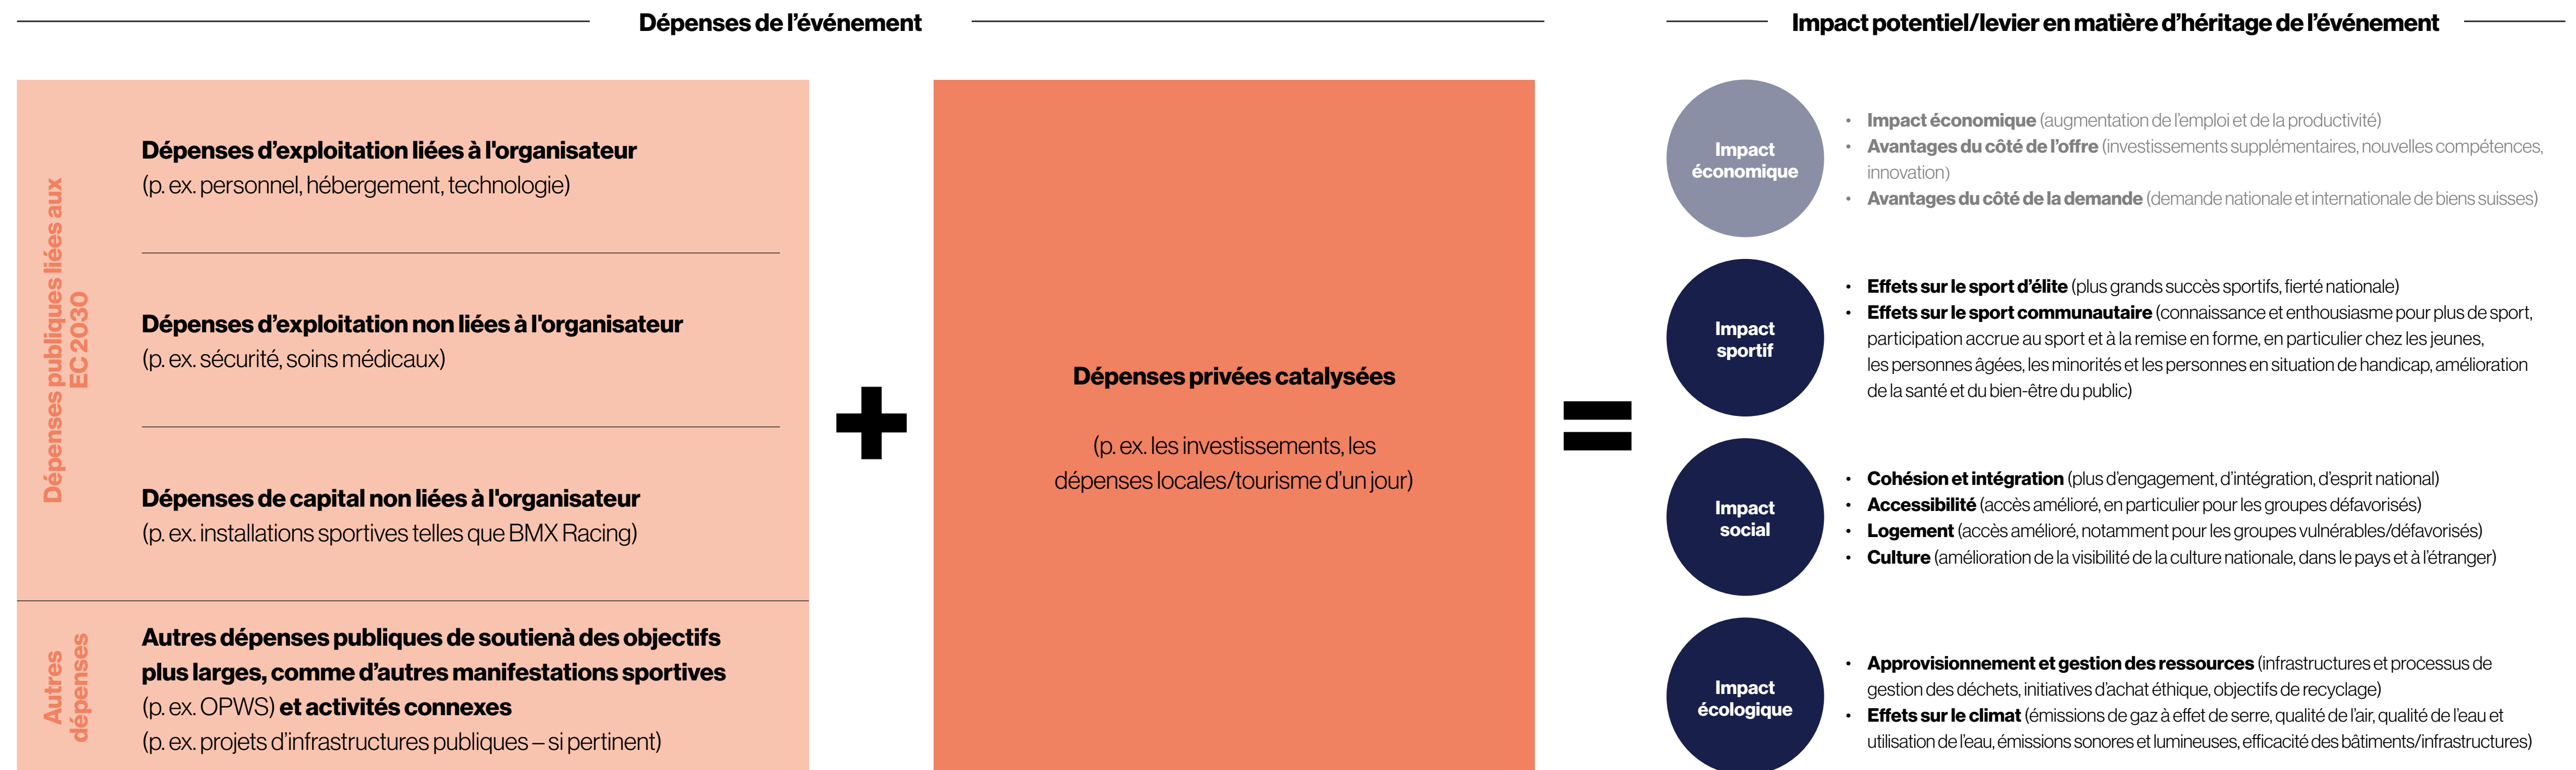 Dépenses de l’événement
Impact potentiel/levier en matière d’héritage de l’événement
Dépenses publiques liées aux
EC 2030
Dépenses d’exploitation liées à l'organisateur
(p. ex. personnel, hébergement, technologie)
Dépenses d’exploitation non liées à l'organisateur
(p. ex. sécurité, soins médicaux)
Dépenses de capital non liées à l'organisateur
(p. ex. installations sportives telles que BMX Racing)
Autres
dépenses
Autres dépenses publiques de soutienà des objectifs
plus larges, comme d’autres manifestations sportives
(p. ex. OPWS) et activités connexes
(p. ex. projets d’infrastructures publiques – si pertinent)
+
Dépenses privées catalysées
(p. ex. les investissements, les
dépenses locales/tourisme d’un jour)
=
Impact
économique
• Impact économique (augmentation de l’emploi et de la productivité)
• Avantages du côté de l’offre (investissements supplémentaires, nouvelles compétences,
innovation)
• Avantages du côté de la demande (demande nationale et internationale de biens suisses)
Impact
sportif
• Effets sur le sport d’élite (plus grands succès sportifs, fierté nationale)
• Effets sur le sport communautaire (connaissance et enthousiasme pour plus de sport,
participation accrue au sport et à la remise en forme, en particulier chez les jeunes,
les personnes âgées, les minorités et les personnes en situation de handicap, amélioration
de la santé et du bien-être du public)
Impact
social
• Cohésion et intégration (plus d’engagement, d’intégration, d’esprit national)
• Accessibilité (accès amélioré, en particulier pour les groupes défavorisés)
• Logement (accès amélioré, notamment pour les groupes vulnérables/défavorisés)
• Culture (amélioration de la visibilité de la culture nationale, dans le pays et à l’étranger)
Impact
écologique
• Approvisionnement et gestion des ressources (infrastructures et processus de
gestion des déchets, initiatives d’achat éthique, objectifs de recyclage)
• Effets sur le climat (émissions de gaz à effet de serre, qualité de l’air, qualité de l’eau et
utilisation de l’eau, émissions sonores et lumineuses, efficacité des bâtiments/infrastructures)